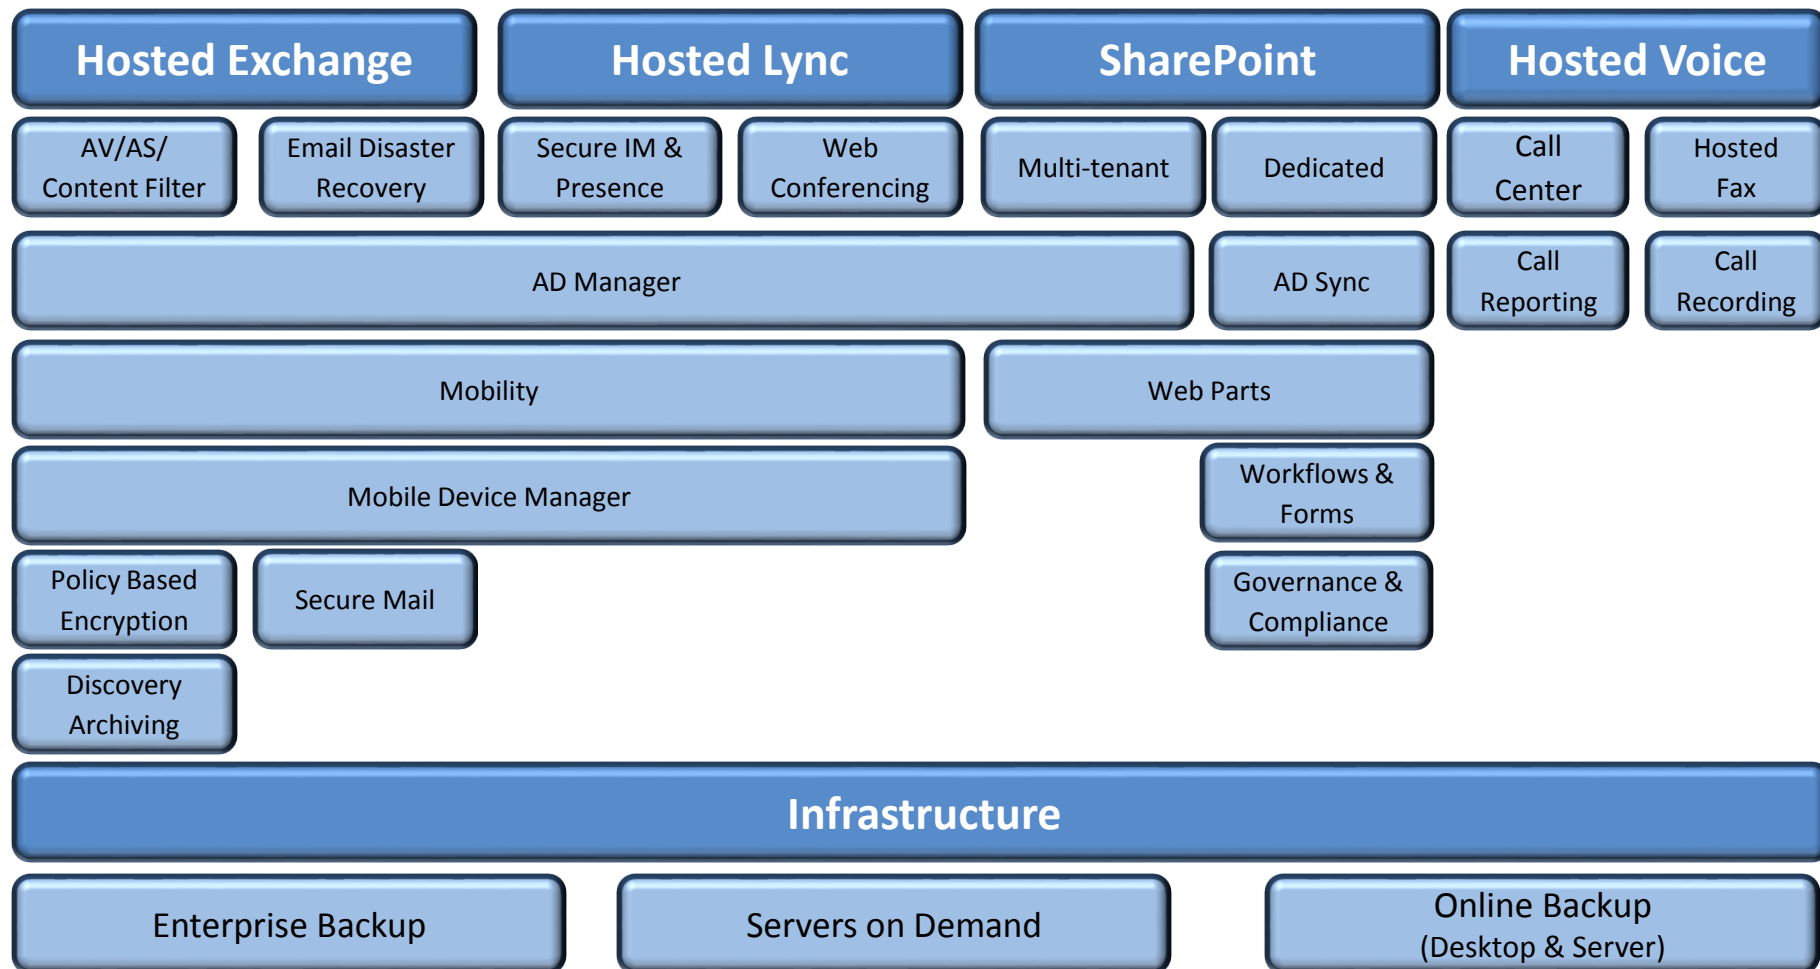 Hosted Exchange
Hosted Lync
SharePoint
Hosted Voice
AV/AS/
Content Filter
Email Disaster
Recovery
Secure IM &
Presence
Web
Conferencing
Multi-tenant
Dedicated
Call
Center
Hosted
Fax
AD Manager
AD Sync
Call
Reporting
Call
Recording
Mobility
Web Parts
Mobile Device Manager
Workflows &
Forms
Policy Based
Encryption
Secure Mail
Governance &
Compliance
Discovery
Archiving
Infrastructure
Enterprise Backup
Servers on Demand
Online Backup
(Desktop & Server)